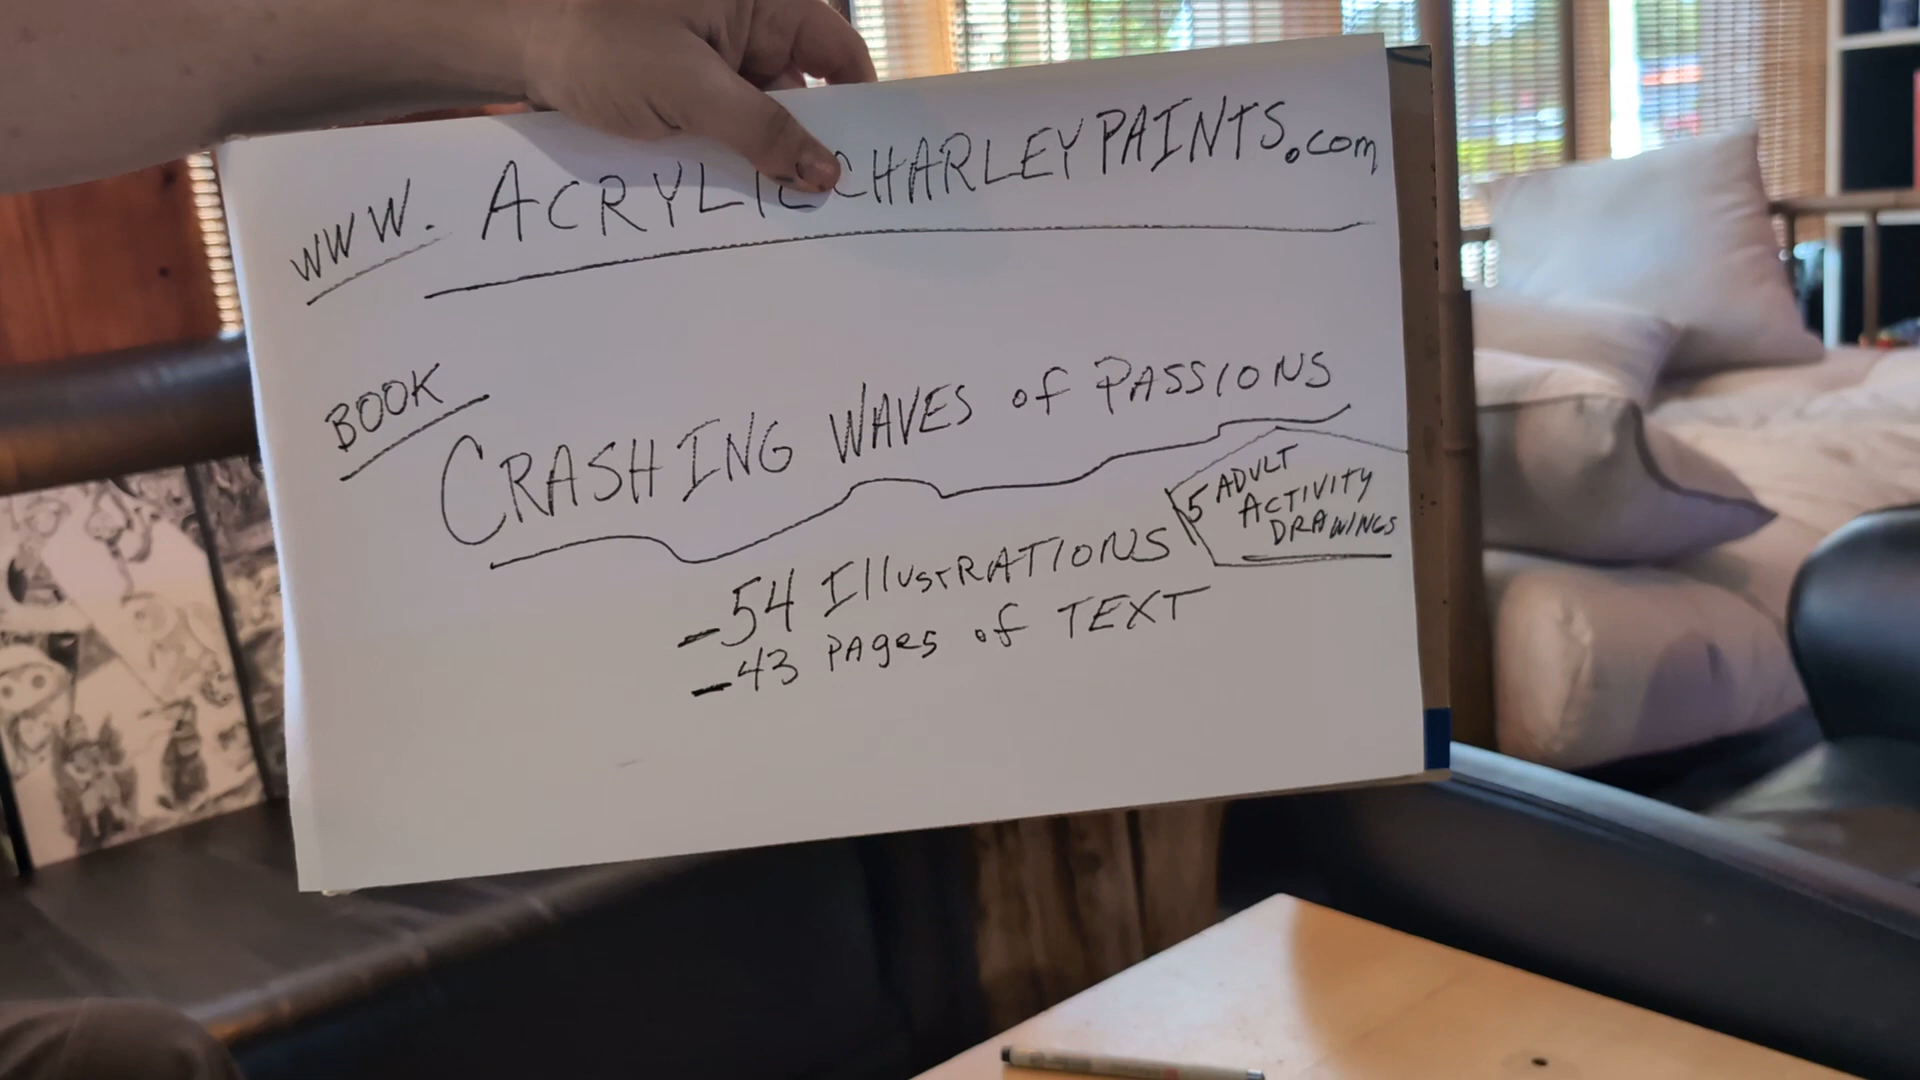 www. ACRYLICCHARLEYPAINTS.com
BOOK
CRASHING WAVES of PASSIONS
5 ADULT
ACTIVITY
DRAWINGS
-54 IllusTRATIONS
-43 PAges of TEXT